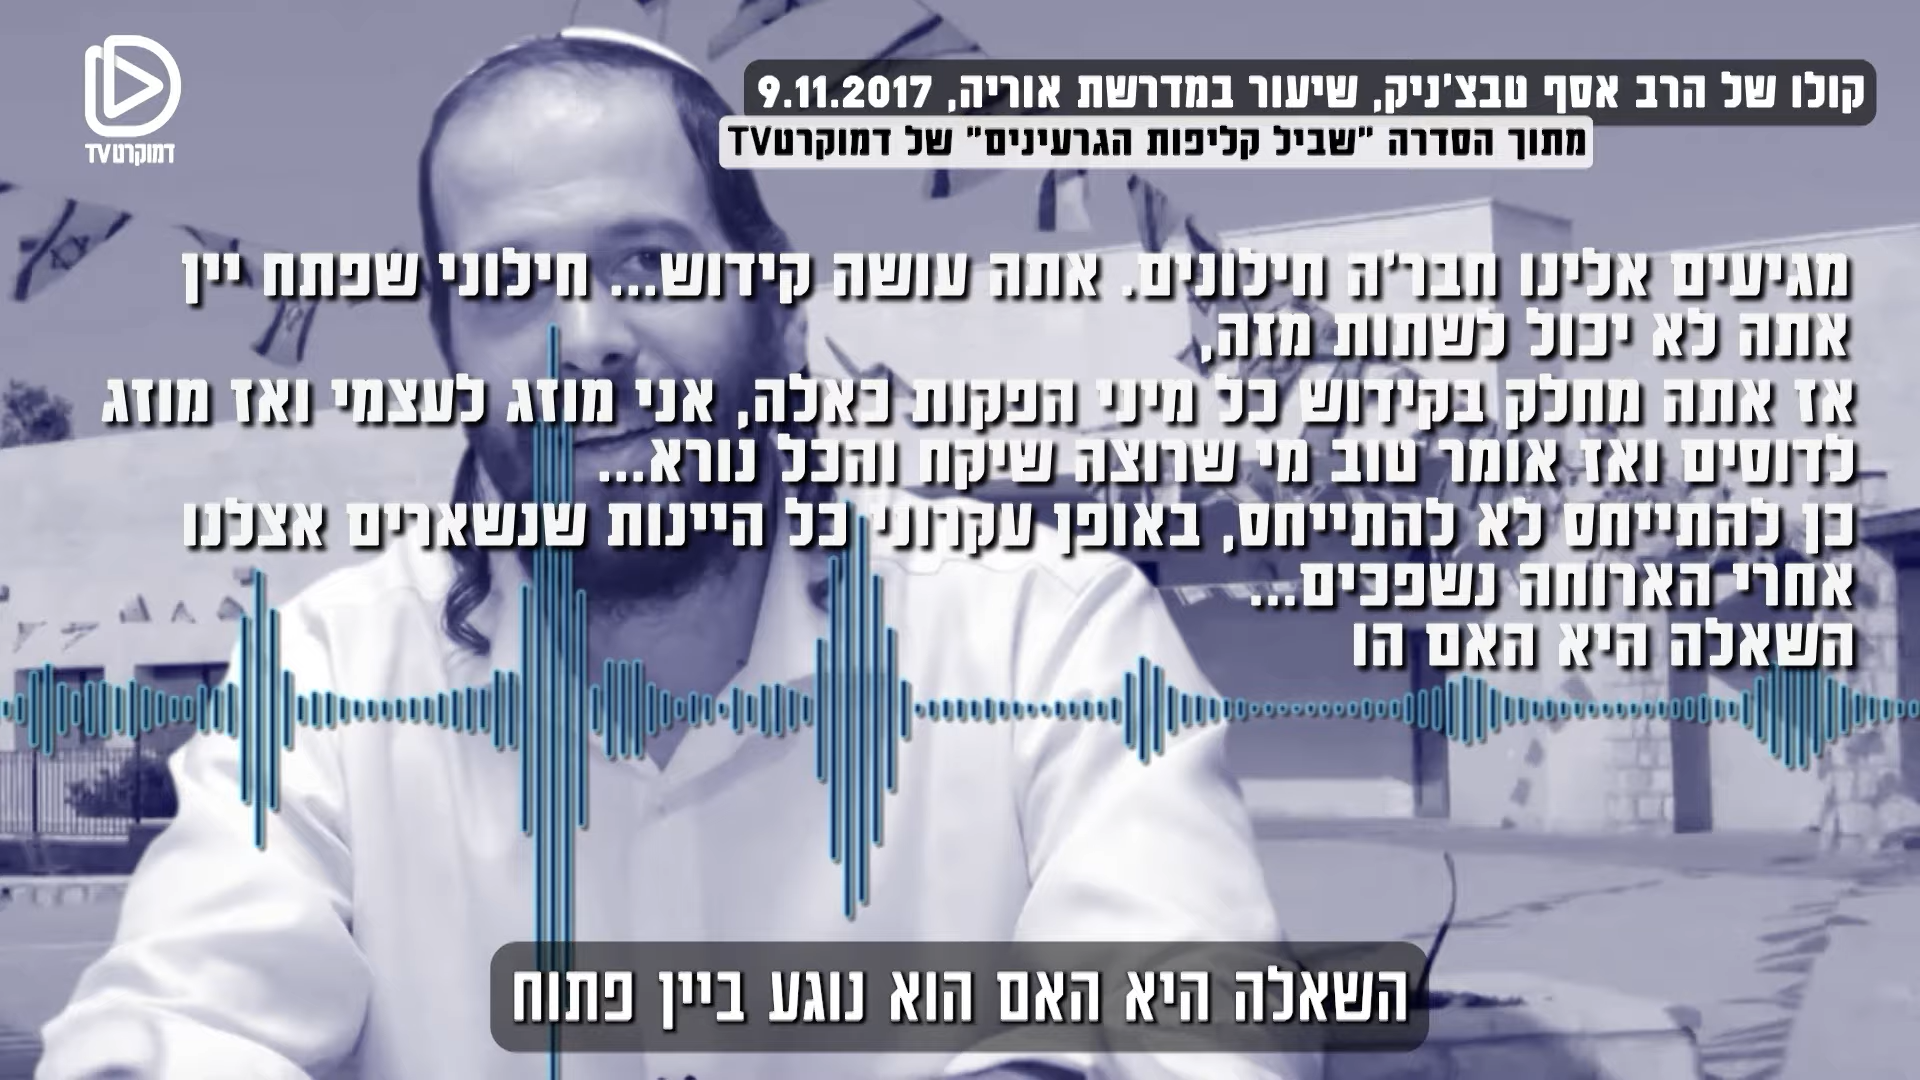 דמוקרטTV
קולו של הרב אסף טבצ'ניק, שיעור במדרשת אוריה, 9.11.2017
מתוך הסדרה "שביל קליפות הגרעינים" של דמוקרטTV
מגיעים אלינו חבר'ה חילונים. אתה עושה קידוש... חילוני שפתח יין
אתה לא יכול לשתות מזה,
אז אתה מחלק בקידוש כל מיני הפקות כאלה, אני מוזג לעצמי ואז מוזג
לדוסים ואז אומר טוב מי שרוצה שיקח והכל נורא...
כן להתייחס לא להתייחס, באופן עקרוני כל היינות שנשארים אצלנו
אחרי הארוחה נשפכים...
השאלה היא האם הו
השאלה היא האם הוא נוגע ביין פתוח